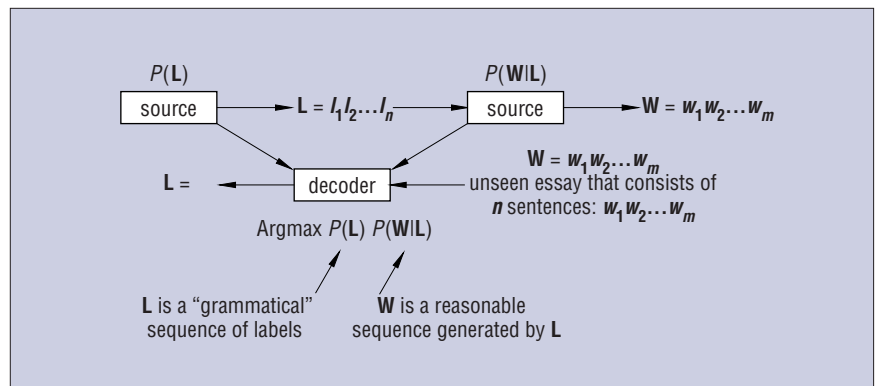 P(L) P(W|L)
source L = l₁l₂…lₙ source W = w₁w₂…wₘ
W = w₁w₂…wₘ
L = decoder unseen essay that consists of
n sentences: w₁w₂…wₘ
Argmax P(L) P(W|L)
L is a “grammatical” W is a reasonable
sequence of labels sequence generated by L